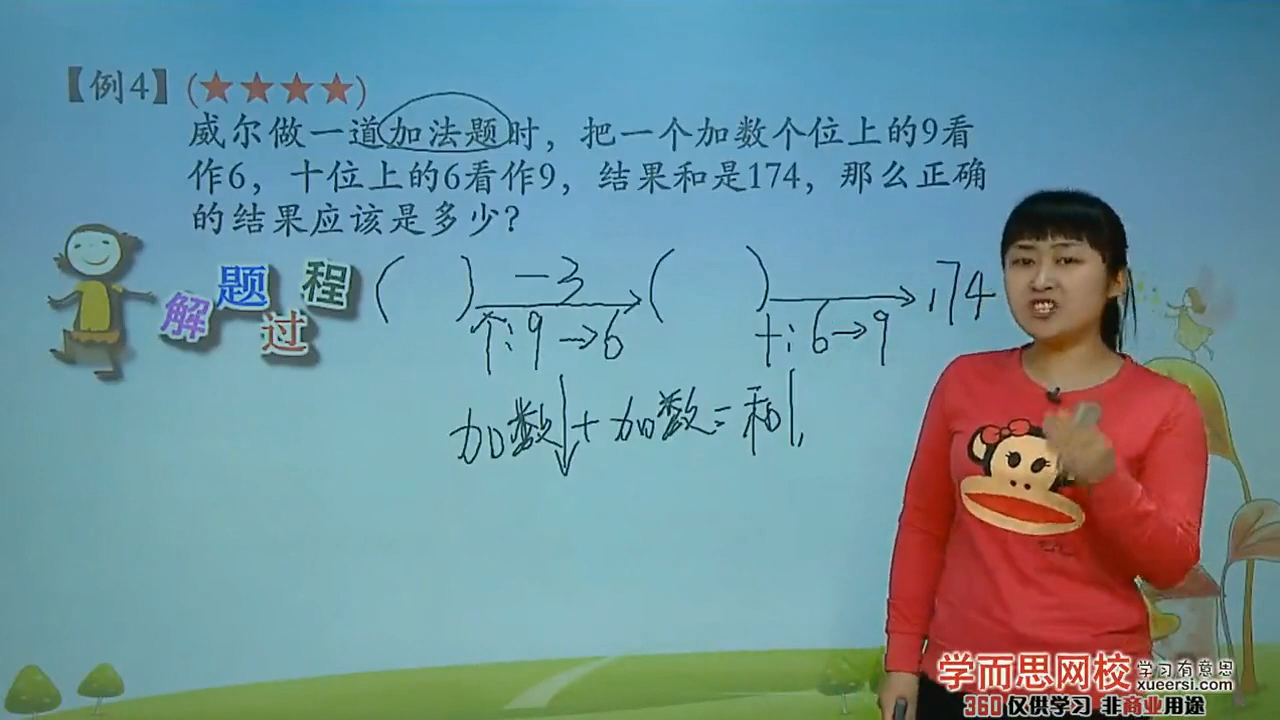 【例4】(★★★★)
威尔做一道加法题时，把一个加数个位上的9看
作6，十位上的6看作9，结果和是174，那么正确
的结果应该是多少？
解题过程
( ) -3 ( ) 174
个:9→6 十:6→9
加数↓+加数=和↓
学而思网校 学习有意思
xueersi.com
360仅供学习 非商业用途